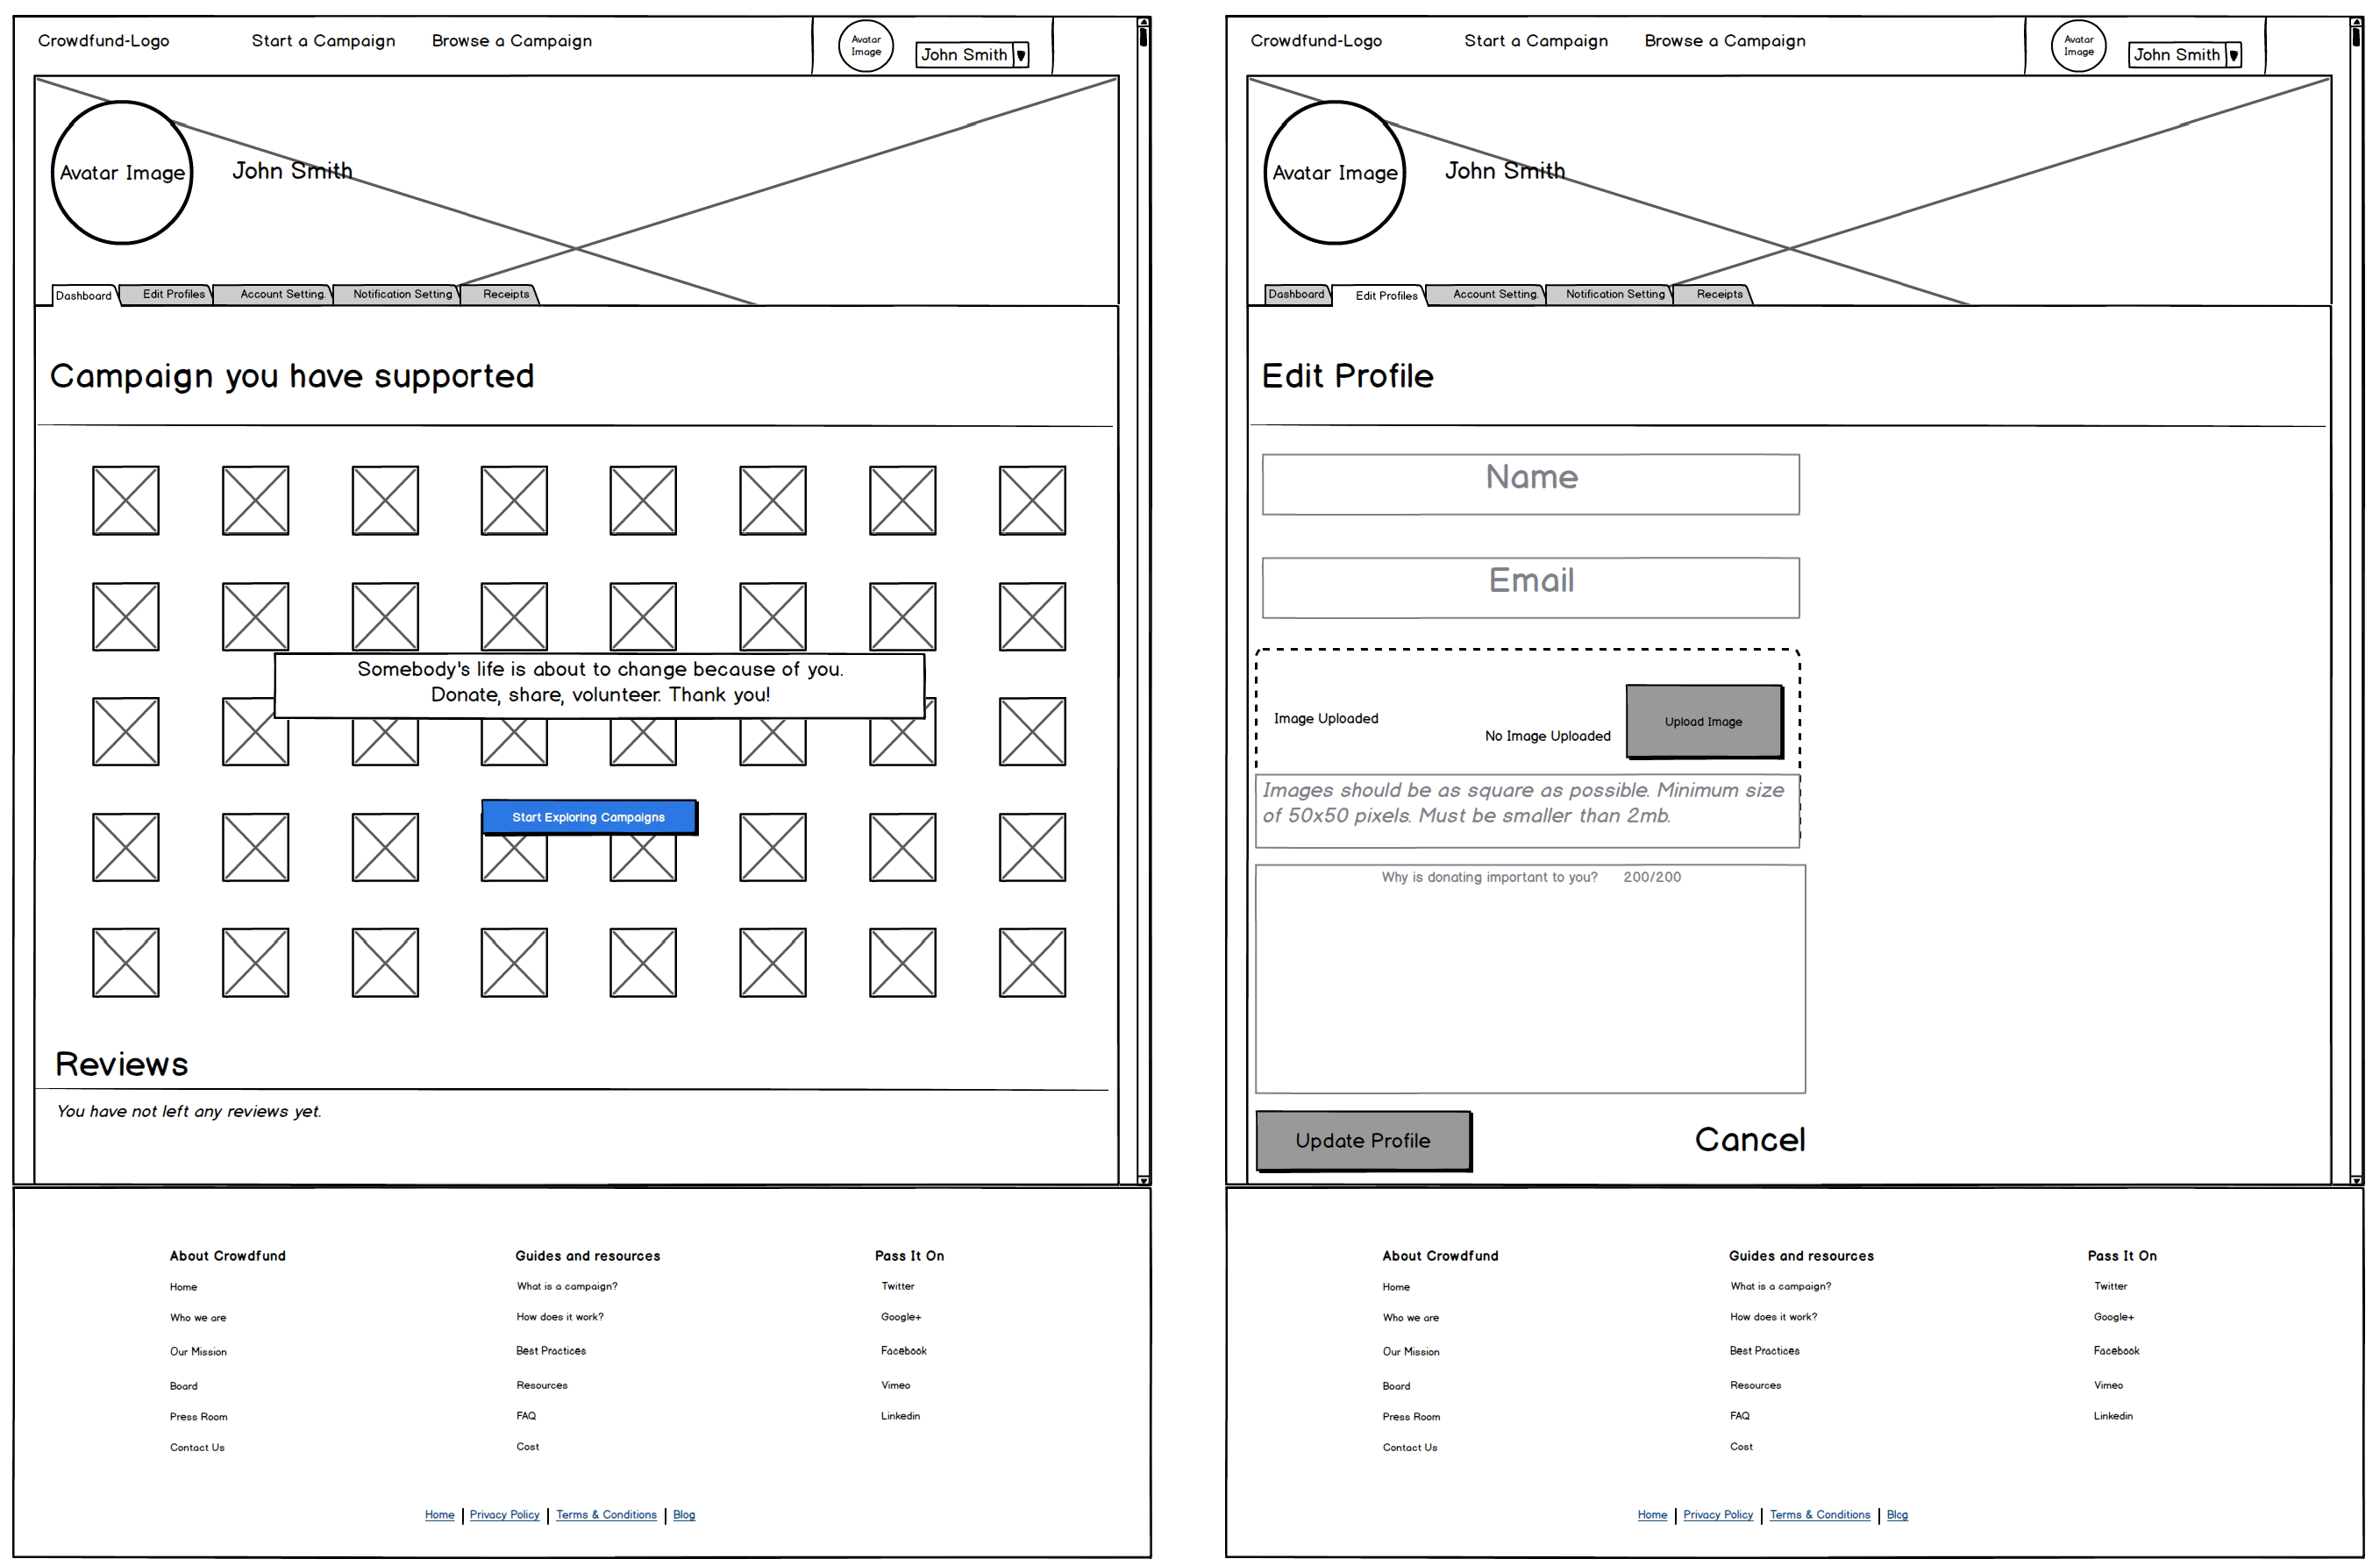 Crowdfund-Logo Start a Campaign Browse a Campaign Avatar Image John Smith
Avatar Image John Smith
Dashboard Edit Profiles Account Setting. Notification Setting Receipts
Campaign you have supported
Somebody's life is about to change because of you.
Donate, share, volunteer. Thank you!
Start Exploring Campaigns
Reviews
You have not left any reviews yet.
About Crowdfund Guides and resources Pass It On
Home What is a campaign? Twitter
Who we are How does it work? Google+
Our Mission Best Practices Facebook
Board Resources Vimeo
Press Room FAQ Linkedin
Contact Us Cost
Home Privacy Policy Terms & Conditions Blog
Crowdfund-Logo Start a Campaign Browse a Campaign Avatar Image John Smith
Avatar Image John Smith
Dashboard Edit Profiles Account Setting. Notification Setting Receipts
Edit Profile
Name
Email
Image Uploaded No Image Uploaded Upload Image
Images should be as square as possible. Minimum size
of 50x50 pixels. Must be smaller than 2mb.
Why is donating important to you? 200/200
Update Profile Cancel
About Crowdfund Guides and resources Pass It On
Home What is a campaign? Twitter
Who we are How does it work? Google+
Our Mission Best Practices Facebook
Board Resources Vimeo
Press Room FAQ Linkedin
Contact Us Cost
Home Privacy Policy Terms & Conditions Blog